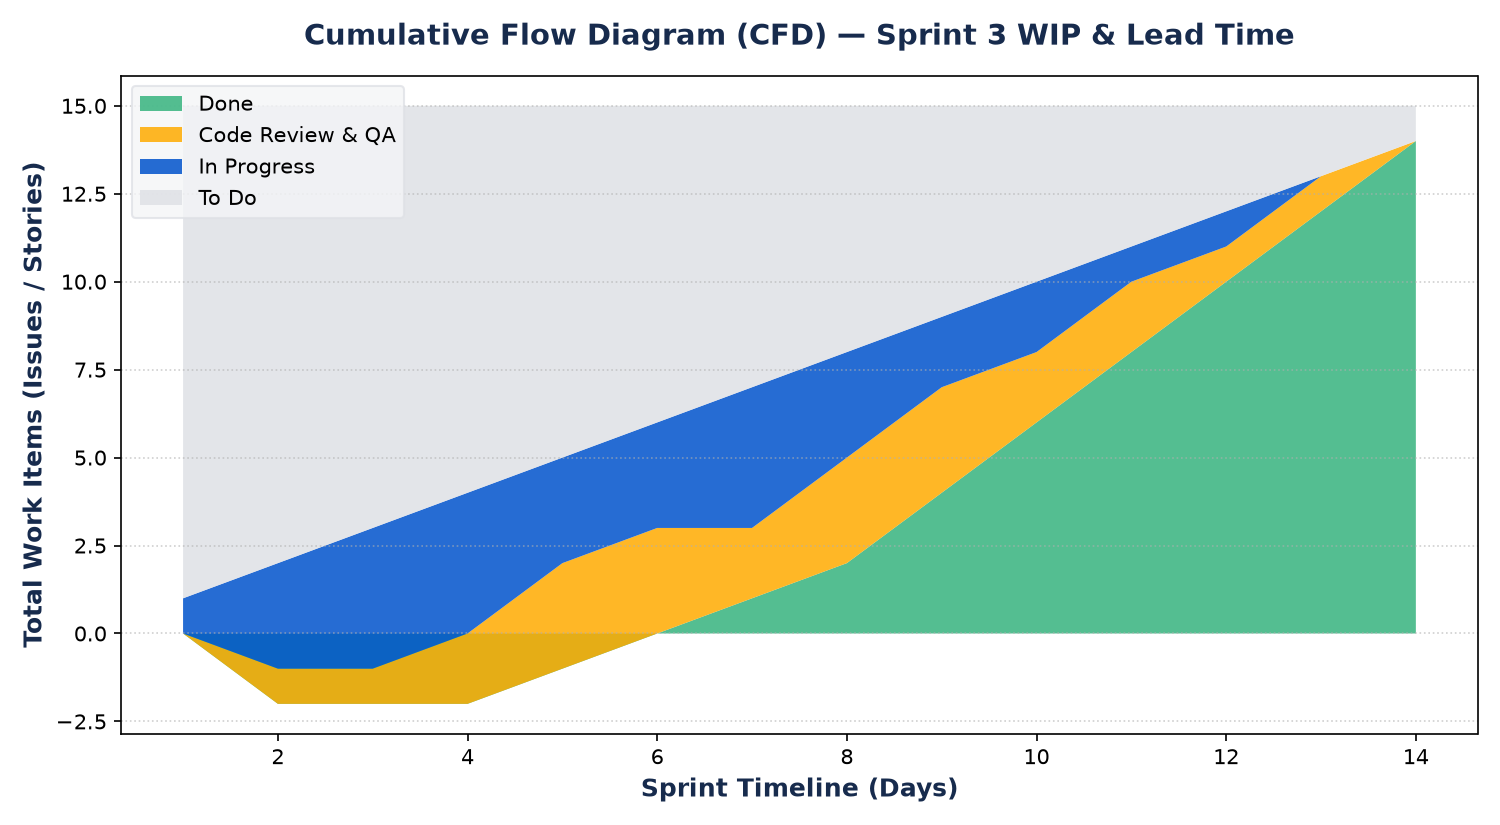 Cumulative Flow Diagram (CFD) — Sprint 3 WIP & Lead Time
Total Work Items (Issues / Stories)
15.0
12.5
10.0
7.5
5.0
2.5
0.0
−2.5
Done
Code Review & QA
In Progress
To Do
2 4 6 8 10 12 14
Sprint Timeline (Days)